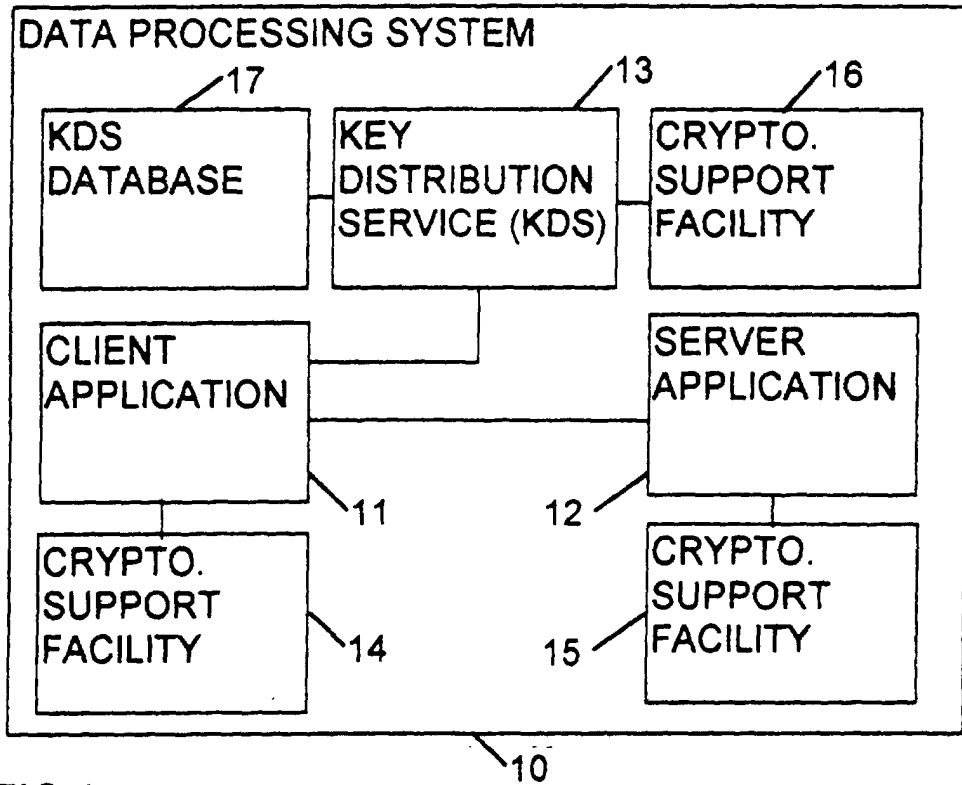 DATA PROCESSING SYSTEM
17
13
16
KDS
DATABASE
KEY
DISTRIBUTION
SERVICE (KDS)
CRYPTO.
SUPPORT
FACILITY
CLIENT
APPLICATION
SERVER
APPLICATION
11
12
CRYPTO.
SUPPORT
FACILITY
CRYPTO.
SUPPORT
FACILITY
14
15
10